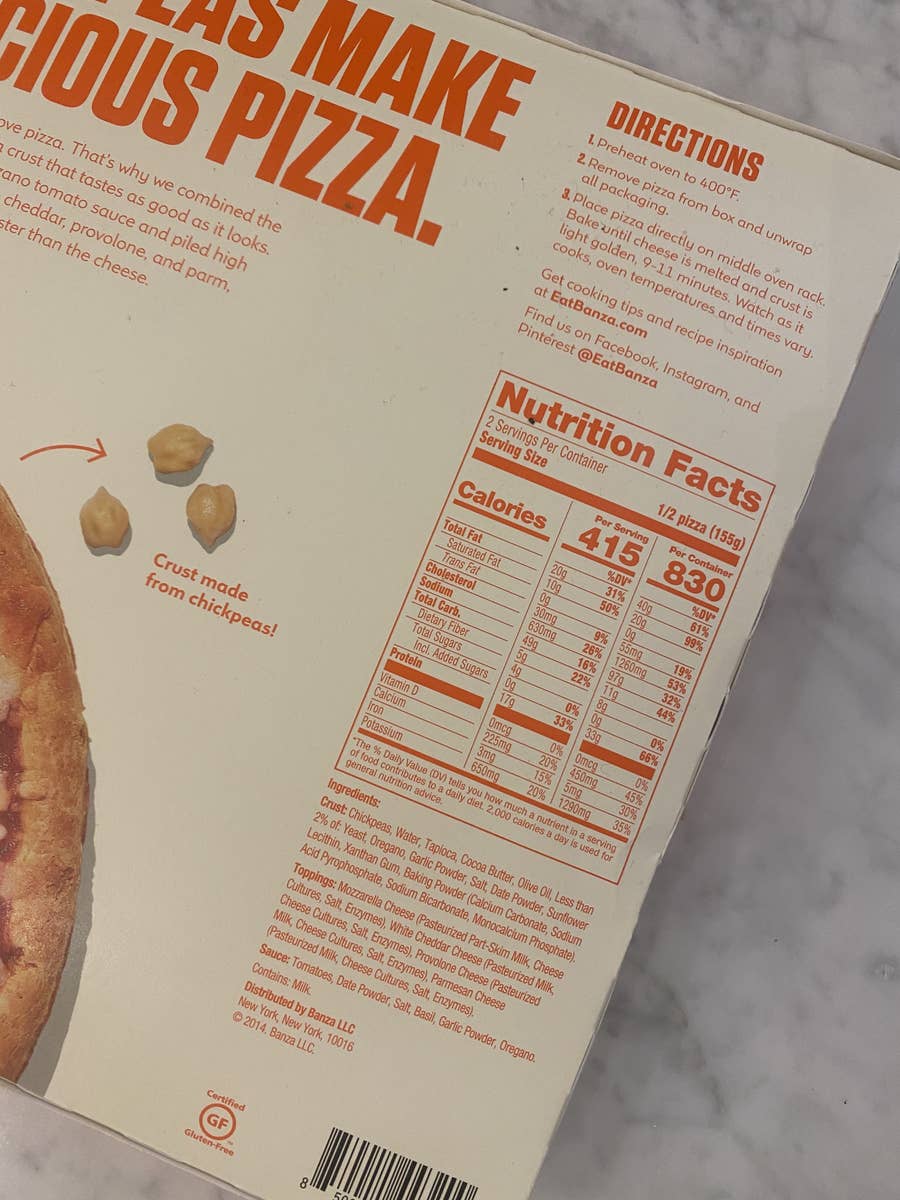 LAS MAKE
CIOUS PIZZA.
ove pizza. That's why we combined the
crust that tastes as good as it looks.
ano tomato sauce and piled high
cheddar, provolone, and parm,
ster than the cheese.
Crust made
from chickpeas!
DIRECTIONS
1. Preheat oven to 400°F.
2. Remove pizza from box and unwrap
all packaging.
3. Place pizza directly on middle oven rack.
Bake until cheese is melted and crust is
light golden, 9-11 minutes. Watch as it
cooks, oven temperatures and times vary.
Get cooking tips and recipe inspiration
at EatBanza.com
Find us on Facebook, Instagram, and
Pinterest @EatBanza
Nutrition Facts
2 Servings Per Container
Serving Size 1/2 pizza (155g)
Per Serving Per Container
Calories 415 830
%DV* %DV*
Total Fat 20g 31% 40g 61%
Saturated Fat 10g 50% 20g 99%
Trans Fat 0g 0g
Cholesterol 30mg 9% 55mg 19%
Sodium 630mg 26% 1260mg 53%
Total Carb. 49g 16% 97g 32%
Dietary Fiber 5g 22% 11g 44%
Total Sugars 4g 8g
Incl. Added Sugars 0g 0% 0g 0%
Protein 17g 33% 33g 66%
Vitamin D 0mcg 0% 0mcg 0%
Calcium 225mg 20% 450mg 45%
Iron 3mg 15% 5mg 30%
Potassium 650mg 20% 1290mg 35%
*The % Daily Value (DV) tells you how much a nutrient in a serving
of food contributes to a daily diet. 2,000 calories a day is used for
general nutrition advice.
Ingredients:
Crust: Chickpeas, Water, Tapioca, Cocoa Butter, Olive Oil, Less than
2% of: Yeast, Oregano, Garlic Powder, Salt, Date Powder, Sunflower
Lecithin, Xanthan Gum, Baking Powder (Calcium Carbonate, Sodium
Acid Pyrophosphate, Sodium Bicarbonate, Monocalcium Phosphate).
Toppings: Mozzarella Cheese (Pasteurized Part-Skim Milk, Cheese
Cultures, Salt, Enzymes), White Cheddar Cheese (Pasteurized Milk,
Cheese Cultures, Salt, Enzymes), Provolone Cheese (Pasteurized
Milk, Cheese Cultures, Salt, Enzymes), Parmesan Cheese
(Pasteurized Milk, Cheese Cultures, Salt, Enzymes).
Sauce: Tomatoes, Date Powder, Salt, Basil, Garlic Powder, Oregano.
Contains: Milk.
Distributed by Banza LLC
New York, New York, 10016
© 2014, Banza LLC.
Certified
GF
Gluten-Free
8